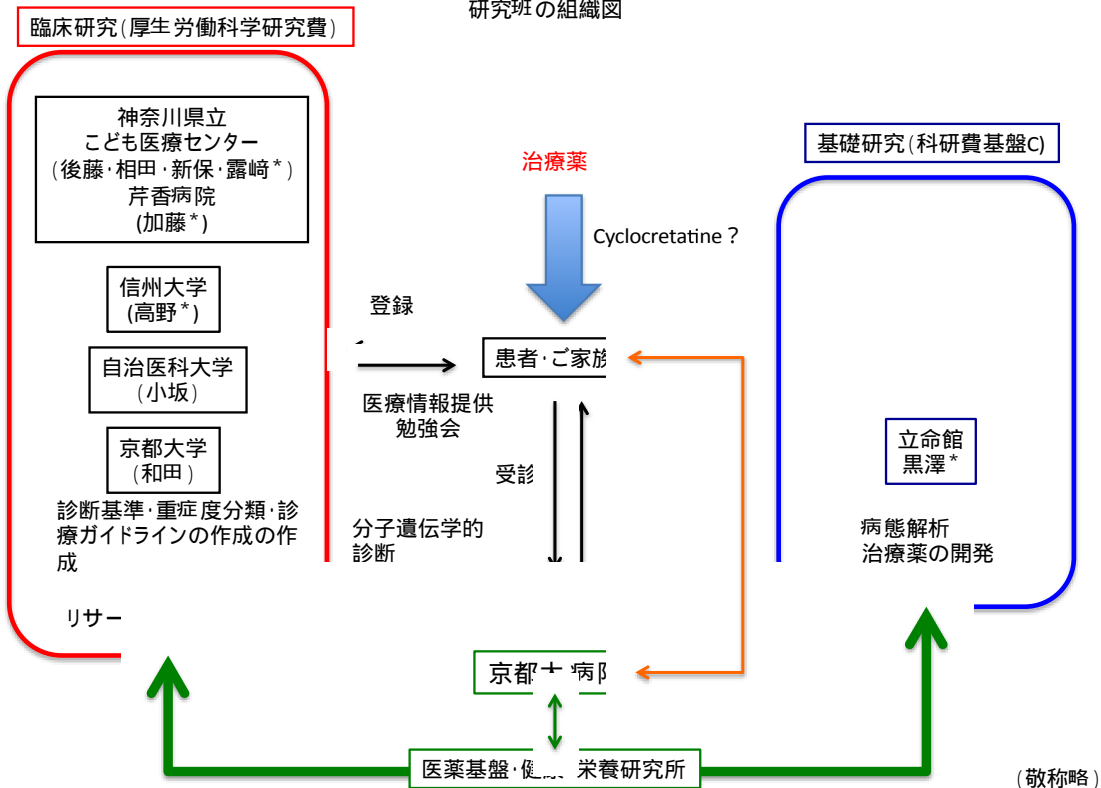 研究班の組織図
臨床研究(厚生労働科学研究費)
神奈川県立
こども医療センター
(後藤・相田・新保・露﨑*)
芹香病院
(加藤*)
信州大学
(高野*)
自治医科大学
(小坂)
京都大学
(和田)
診断基準・重症度分類・診
療ガイドラインの作成の作
成
リサー
治療薬
Cyclocretatine ?
登録
患者・ご家族
医療情報提供
勉強会
受診
分子遺伝学的
診断
京都 病
医薬基盤・健 栄養研究所
基礎研究(科研費基盤C)
立命館
黒澤*
病態解析
治療薬の開発
(敬称略)